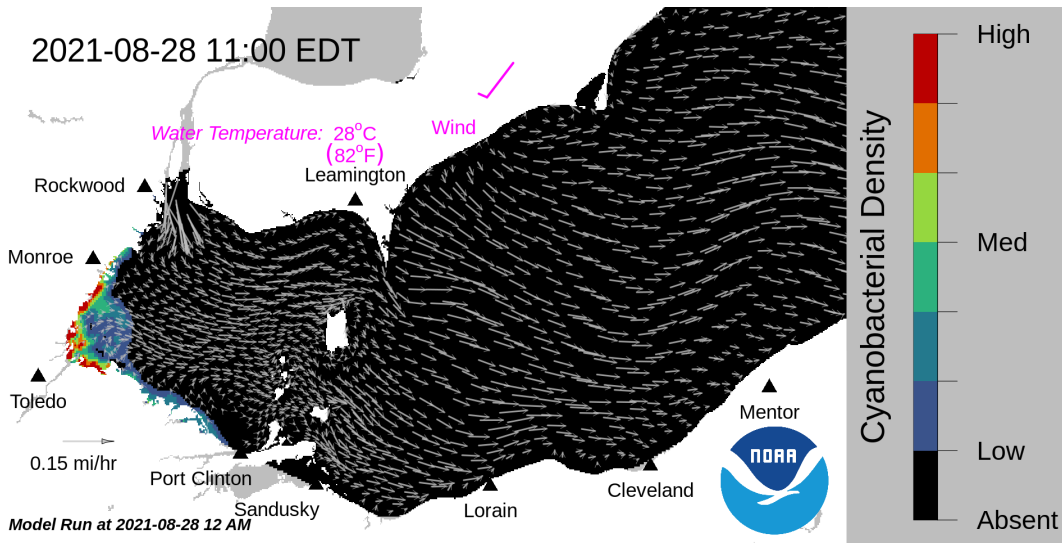 2021-08-28 11:00 EDT
Water Temperature: 28°C
(82°F)
Wind
Leamington
Rockwood
Monroe
Toledo
0.15 mi/hr
Port Clinton
Sandusky
Lorain
Cleveland
Mentor
NOAA
Model Run at 2021-08-28 12 AM
Cyanobacterial Density
High
Med
Low
Absent